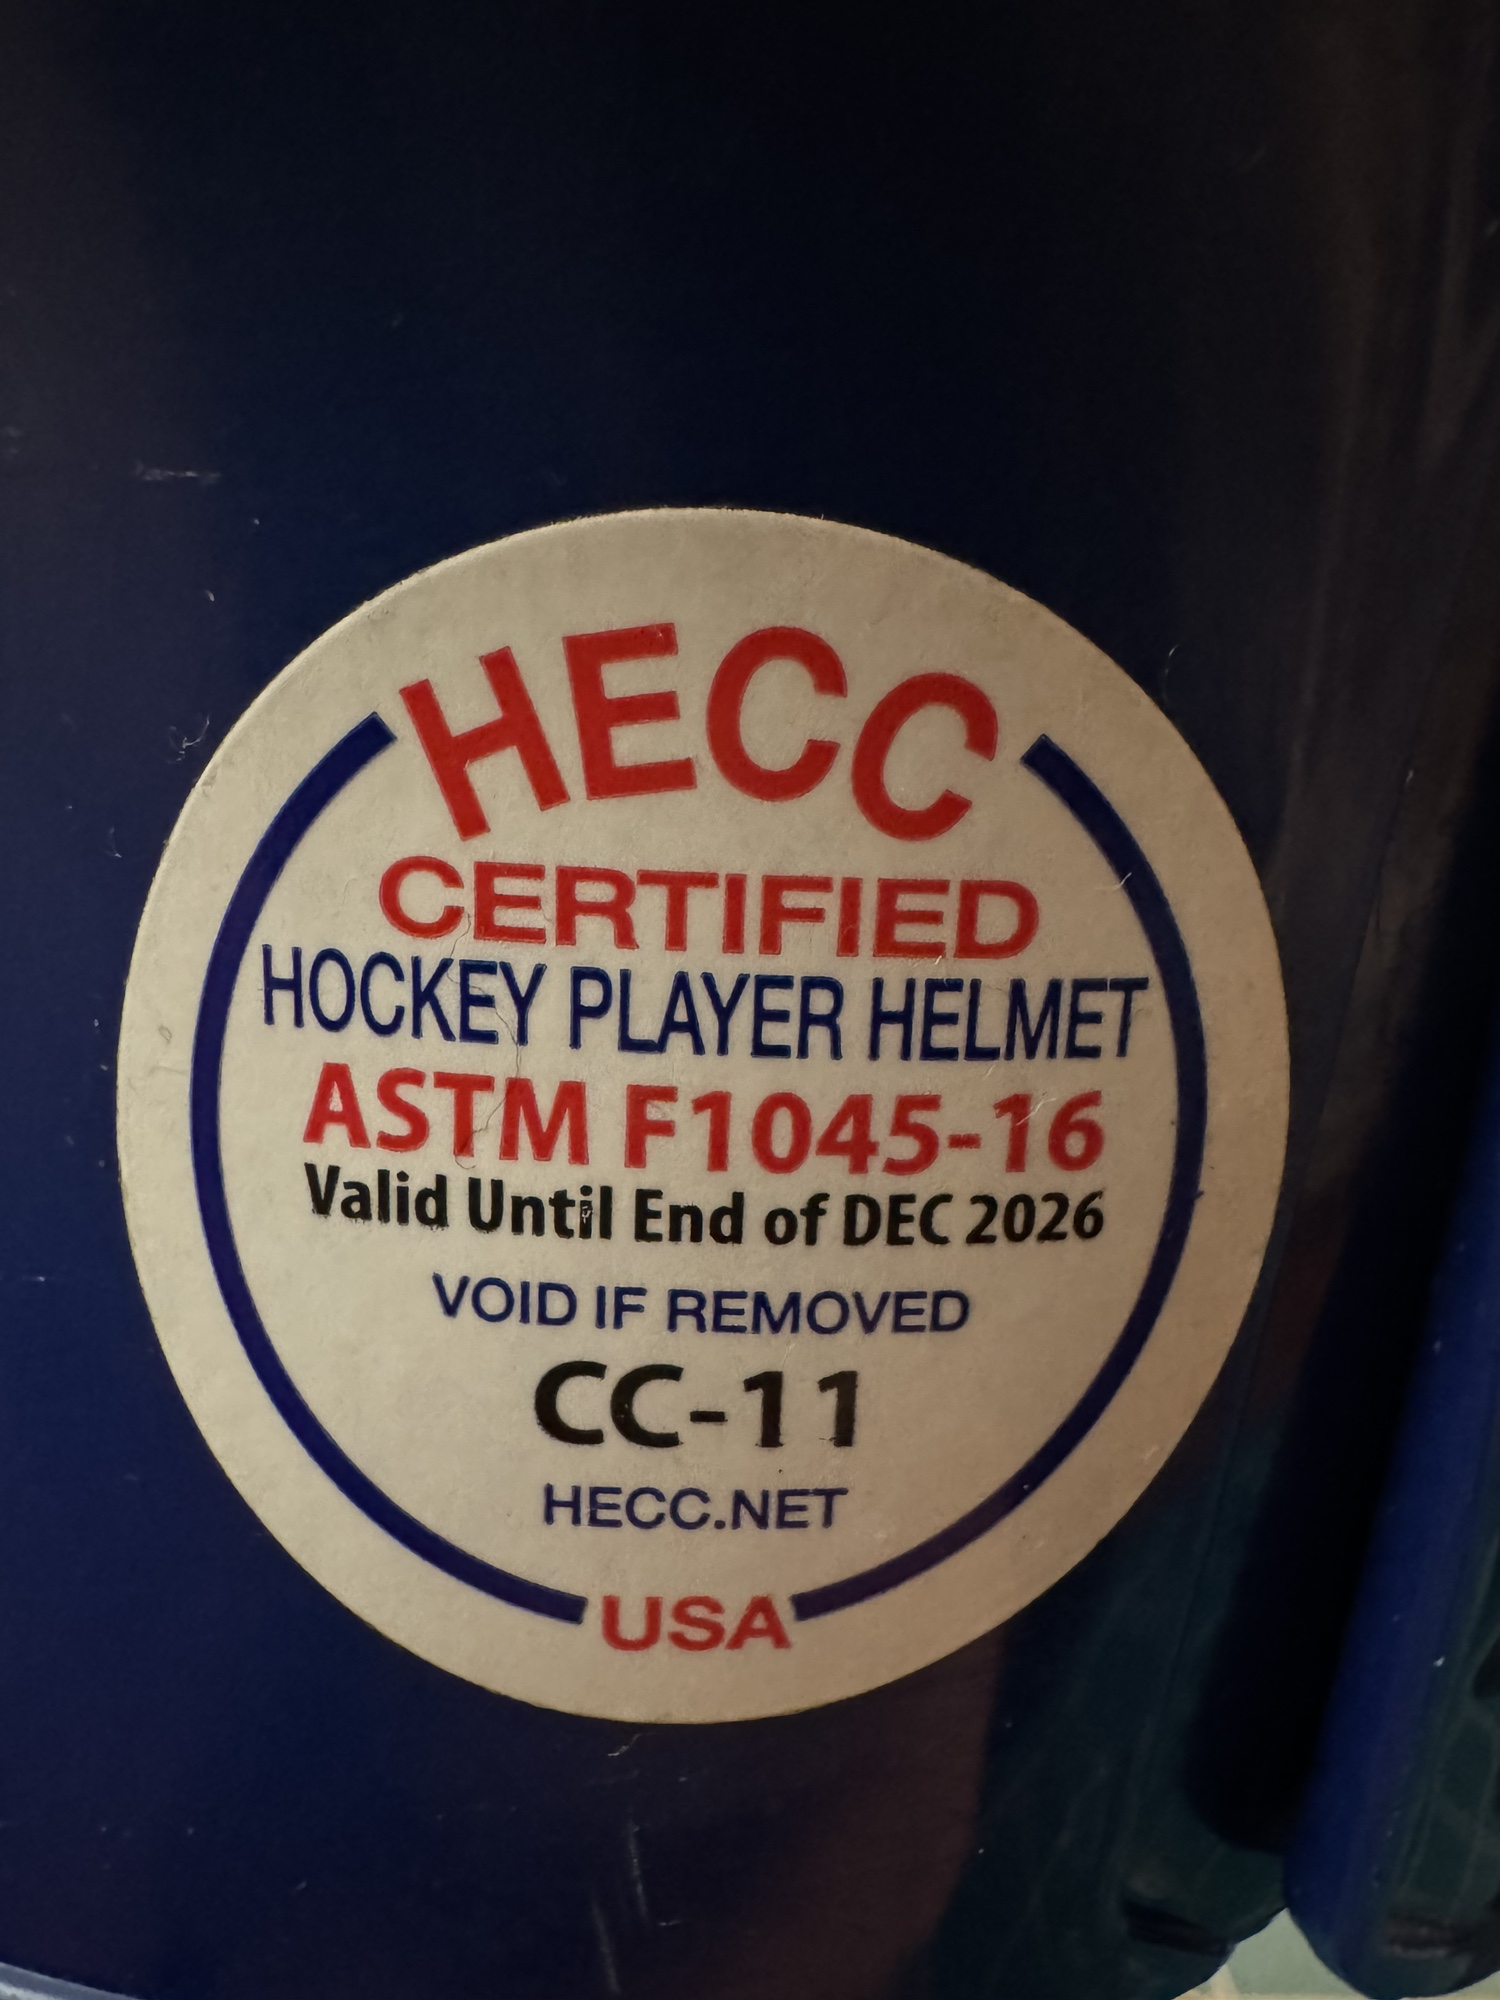 HECC
CERTIFIED
HOCKEY PLAYER HELMET
ASTM F1045-16
Valid Until End of DEC 2026
VOID IF REMOVED
CC-11
HECC.NET
USA